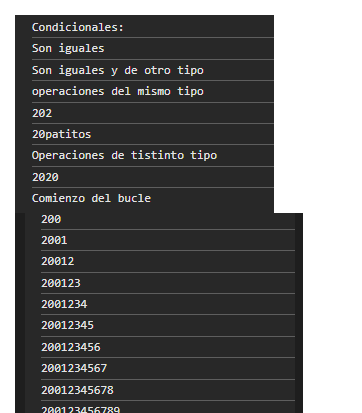 Condicionales:
Son iguales
Son iguales y de otro tipo
operaciones del mismo tipo
202
20patitos
Operaciones de tistinto tipo
2020
Comienzo del bucle
200
2001
20012
200123
2001234
20012345
200123456
2001234567
20012345678
200123456789